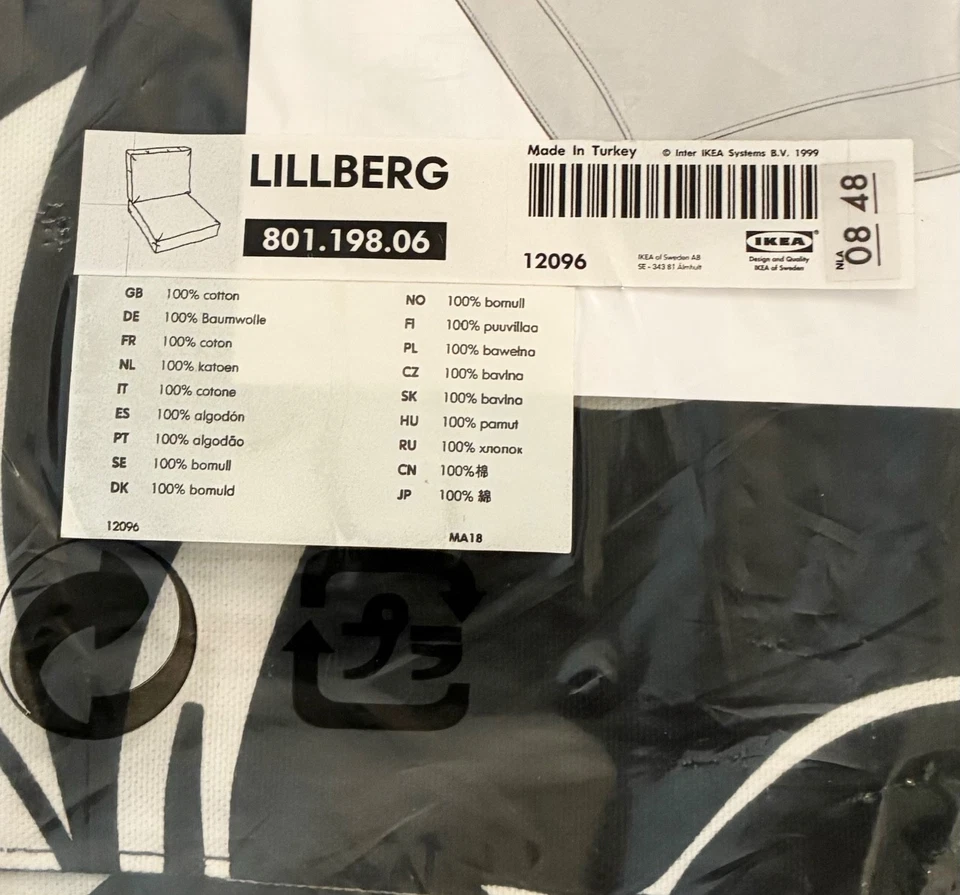 LILLBERG
801.198.06
Made In Turkey © Inter IKEA Systems B.V. 1999
12096
IKEA of Sweden AB
SE - 343 81 Älmhult
IKEA®
Design and Quality
IKEA of Sweden
NLA
08 48
GB 100% cotton
DE 100% Baumwolle
FR 100% coton
NL 100% katoen
IT 100% cotone
ES 100% algodón
PT 100% algodão
SE 100% bomull
DK 100% bomuld
12096
NO 100% bomull
FI 100% puuvillaa
PL 100% bawełna
CZ 100% bavlna
SK 100% bavlna
HU 100% pamut
RU 100% хлопок
CN 100%棉
JP 100% 綿
MA18
プラ